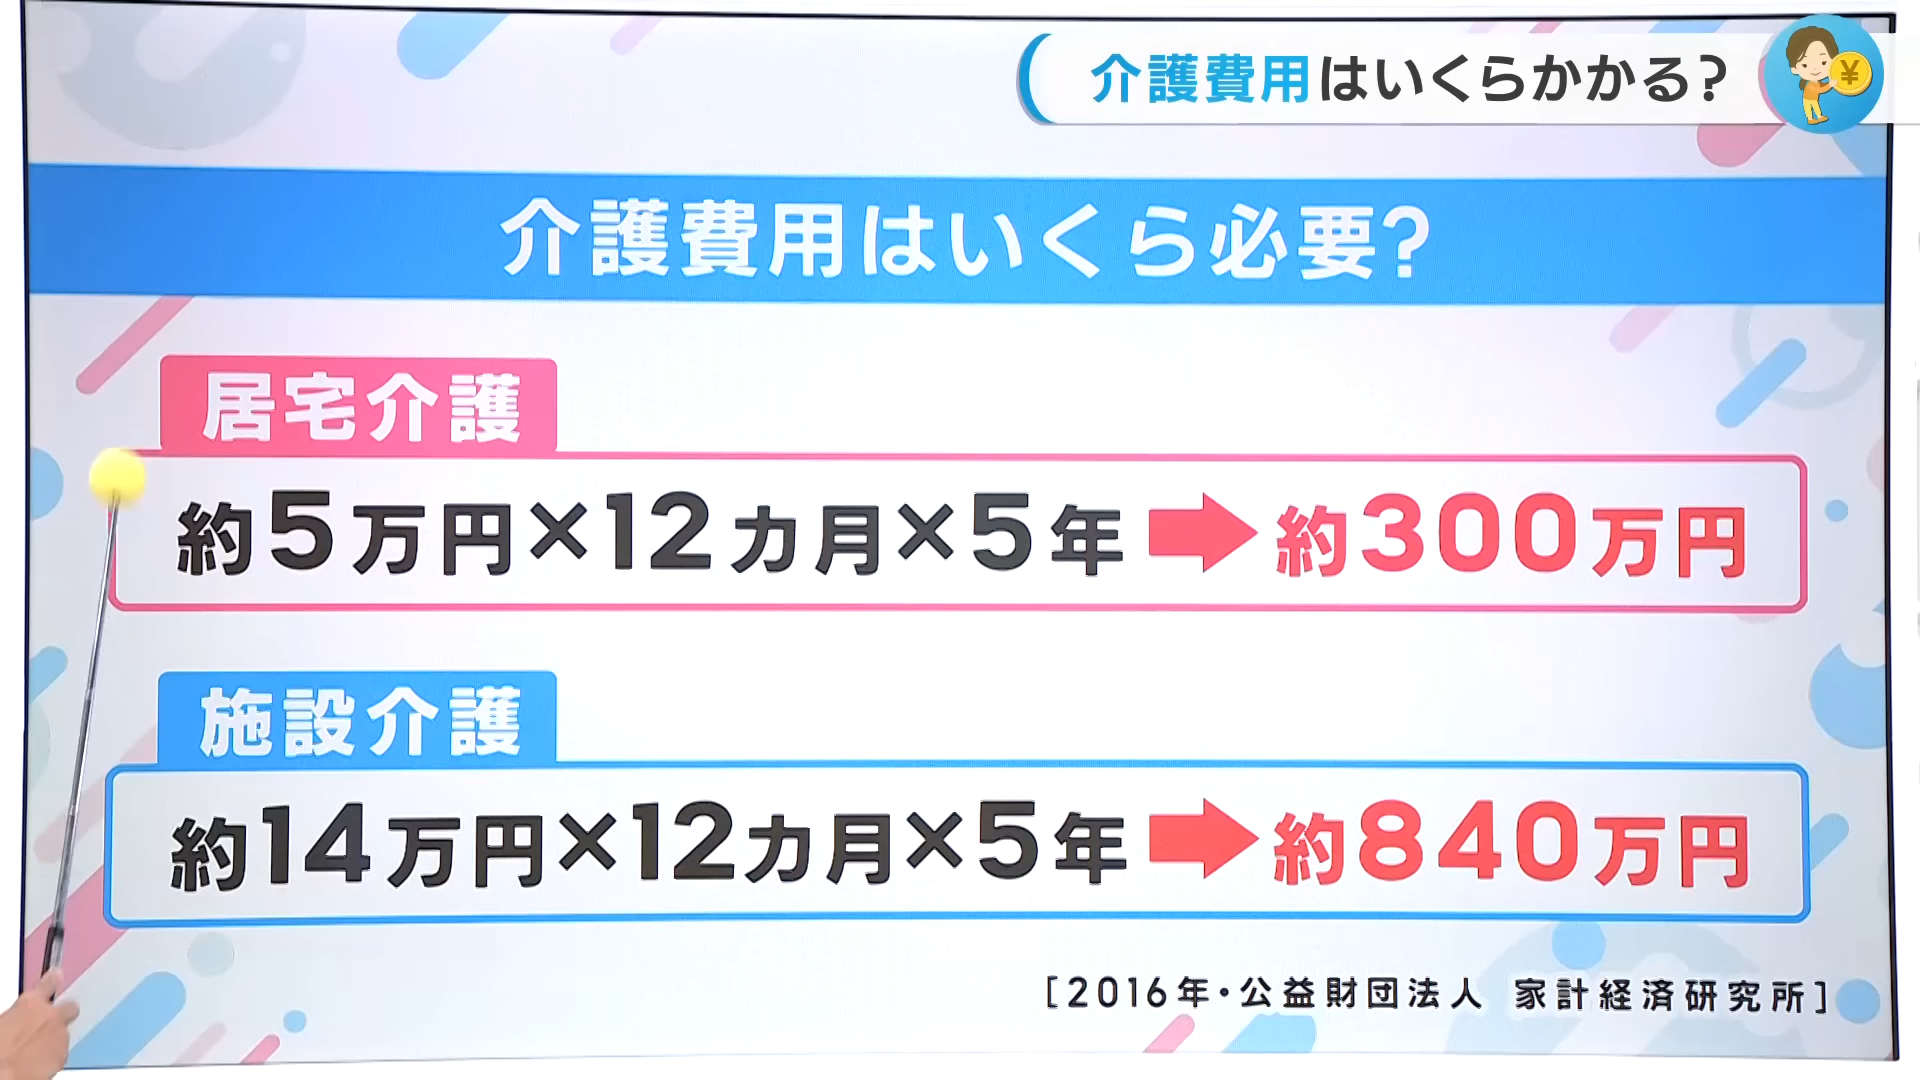 介護費用はいくらかかる?
¥
介護費用はいくら必要?
居宅介護
約5万円×12カ月×5年➡約300万円
施設介護
約14万円×12カ月×5年➡約840万円
[2016年・公益財団法人 家計経済研究所]